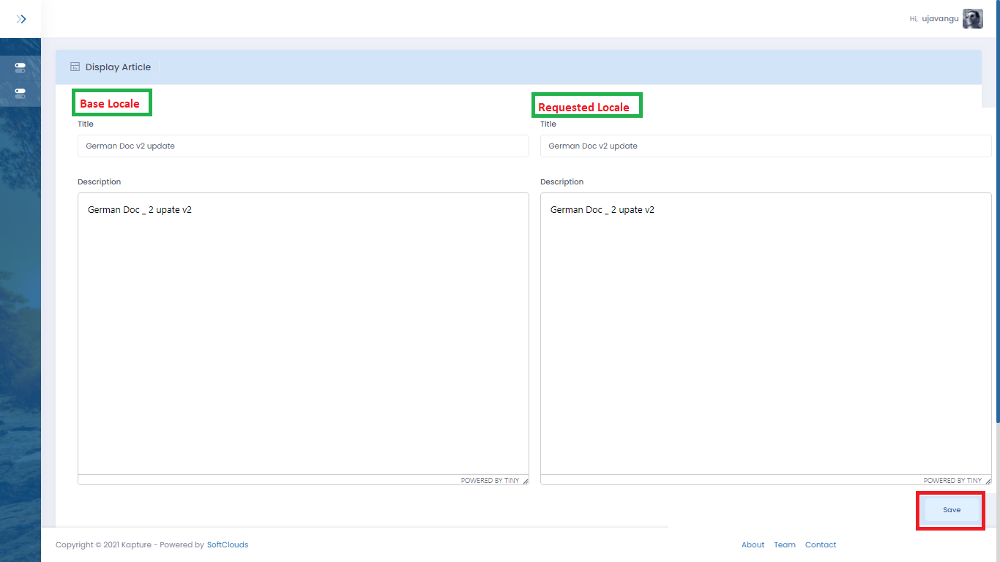 Hi, ujavangu
Display Article
Base Locale
Requested Locale
Title
Title
German Doc v2 update
German Doc v2 update
Description
Description
German Doc _ 2 upate v2
German Doc _ 2 upate v2
POWERED BY TINY
POWERED BY TINY
Save
Copyright © 2021 Kapture - Powered by SoftClouds
About Team Contact